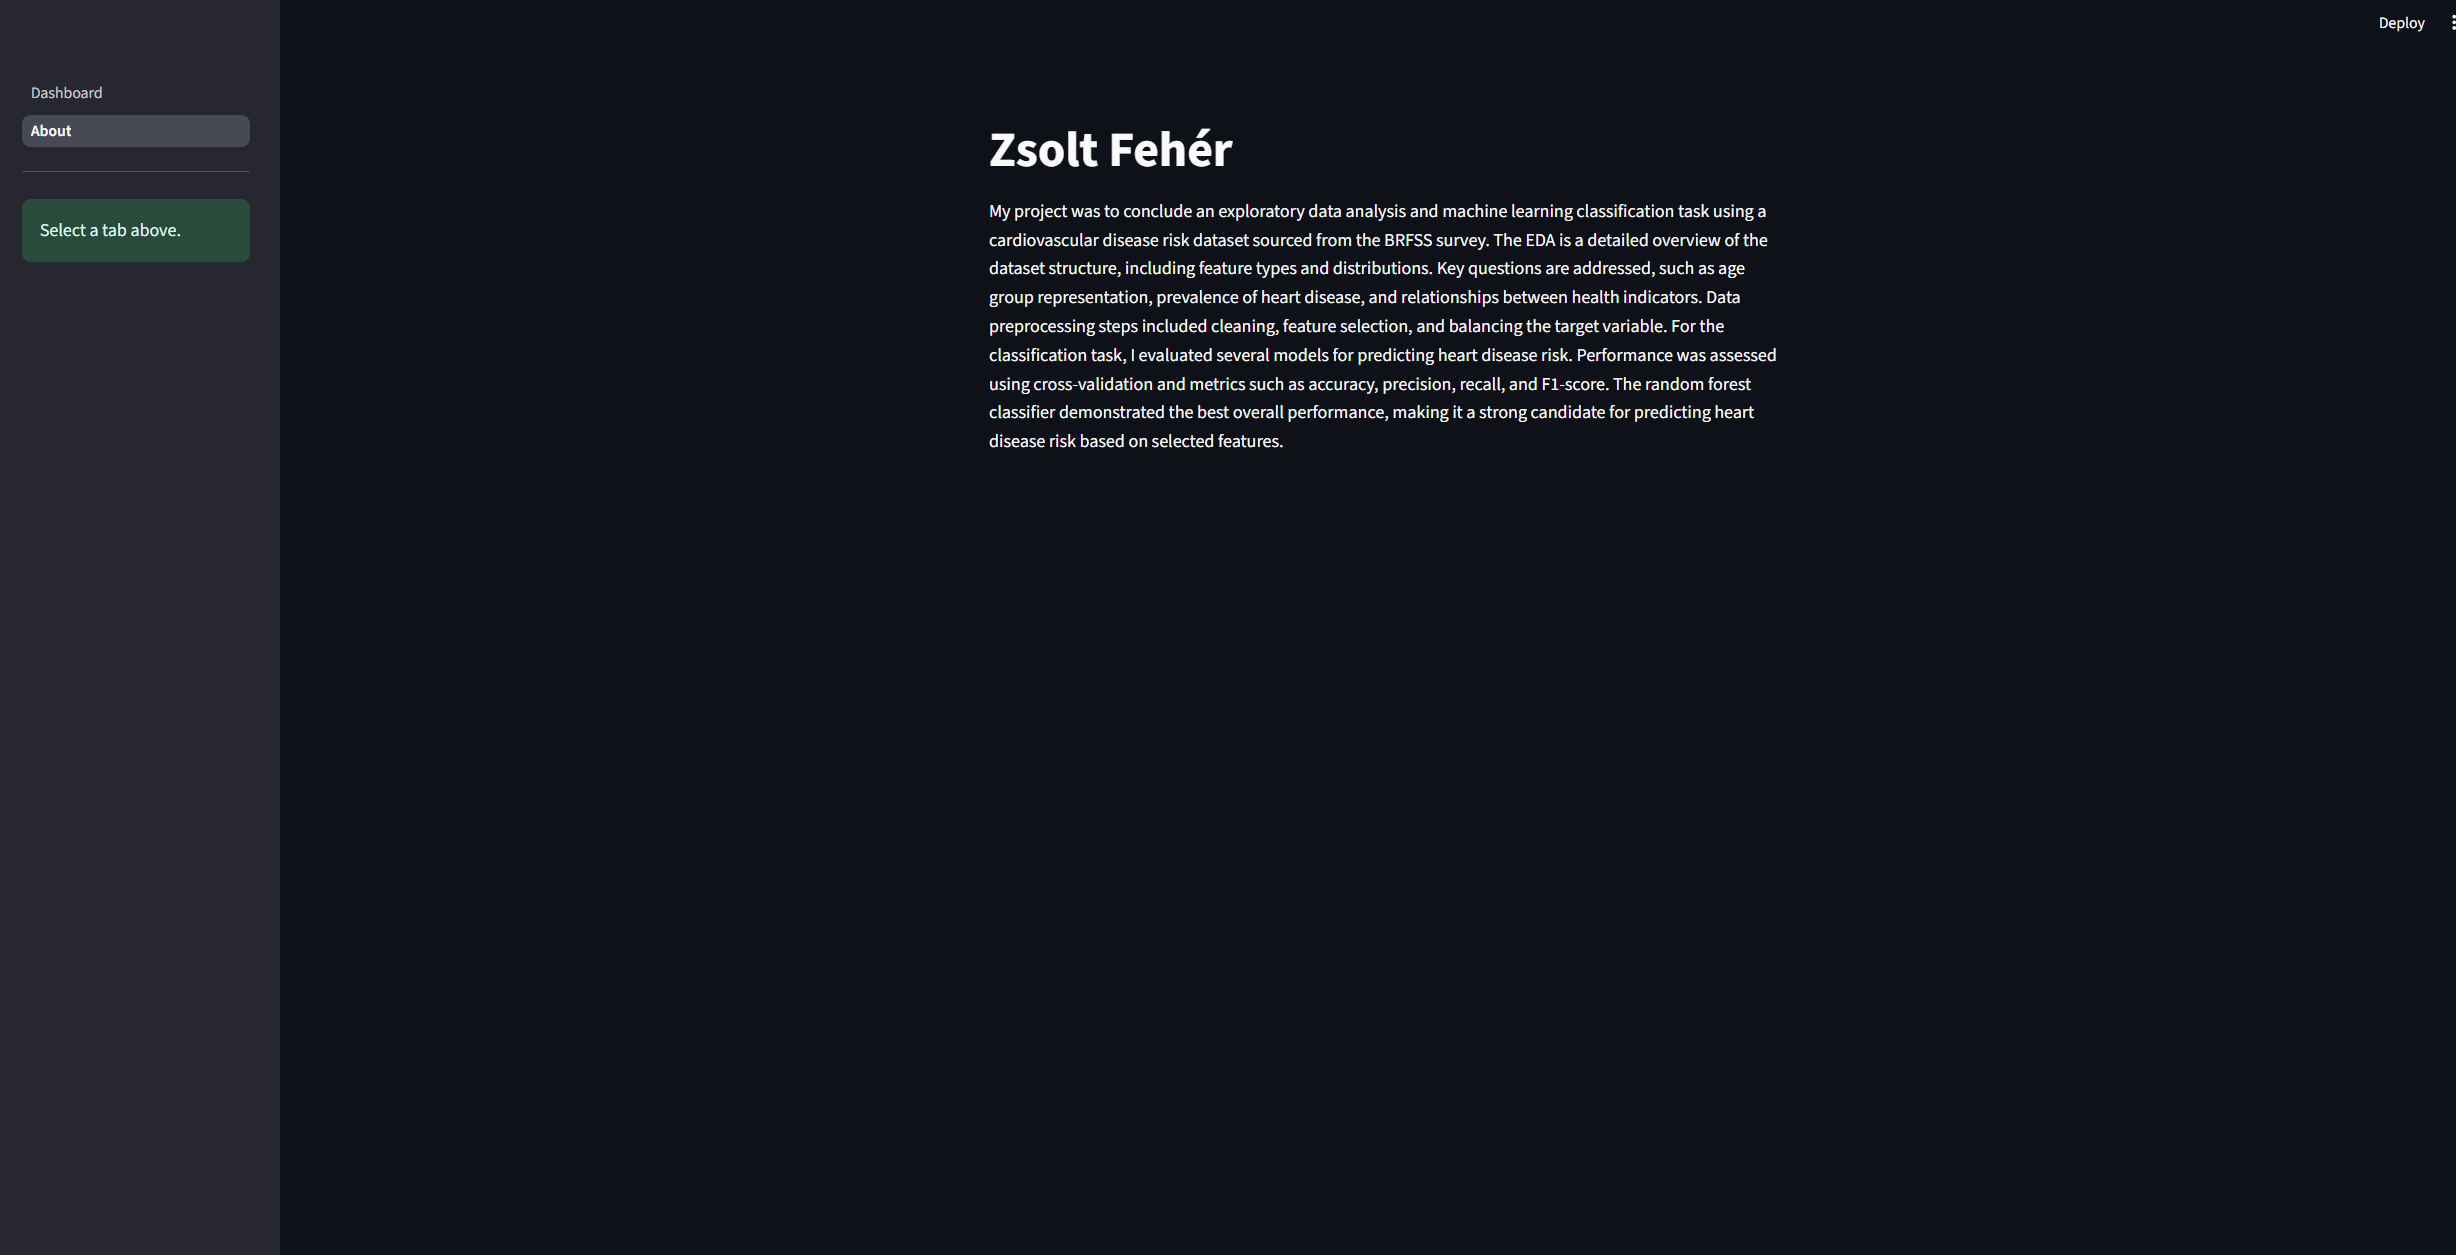 Deploy
Dashboard
About
Select a tab above.
Zsolt Fehér
My project was to conclude an exploratory data analysis and machine learning classification task using a
cardiovascular disease risk dataset sourced from the BRFSS survey. The EDA is a detailed overview of the
dataset structure, including feature types and distributions. Key questions are addressed, such as age
group representation, prevalence of heart disease, and relationships between health indicators. Data
preprocessing steps included cleaning, feature selection, and balancing the target variable. For the
classification task, I evaluated several models for predicting heart disease risk. Performance was assessed
using cross-validation and metrics such as accuracy, precision, recall, and F1-score. The random forest
classifier demonstrated the best overall performance, making it a strong candidate for predicting heart
disease risk based on selected features.